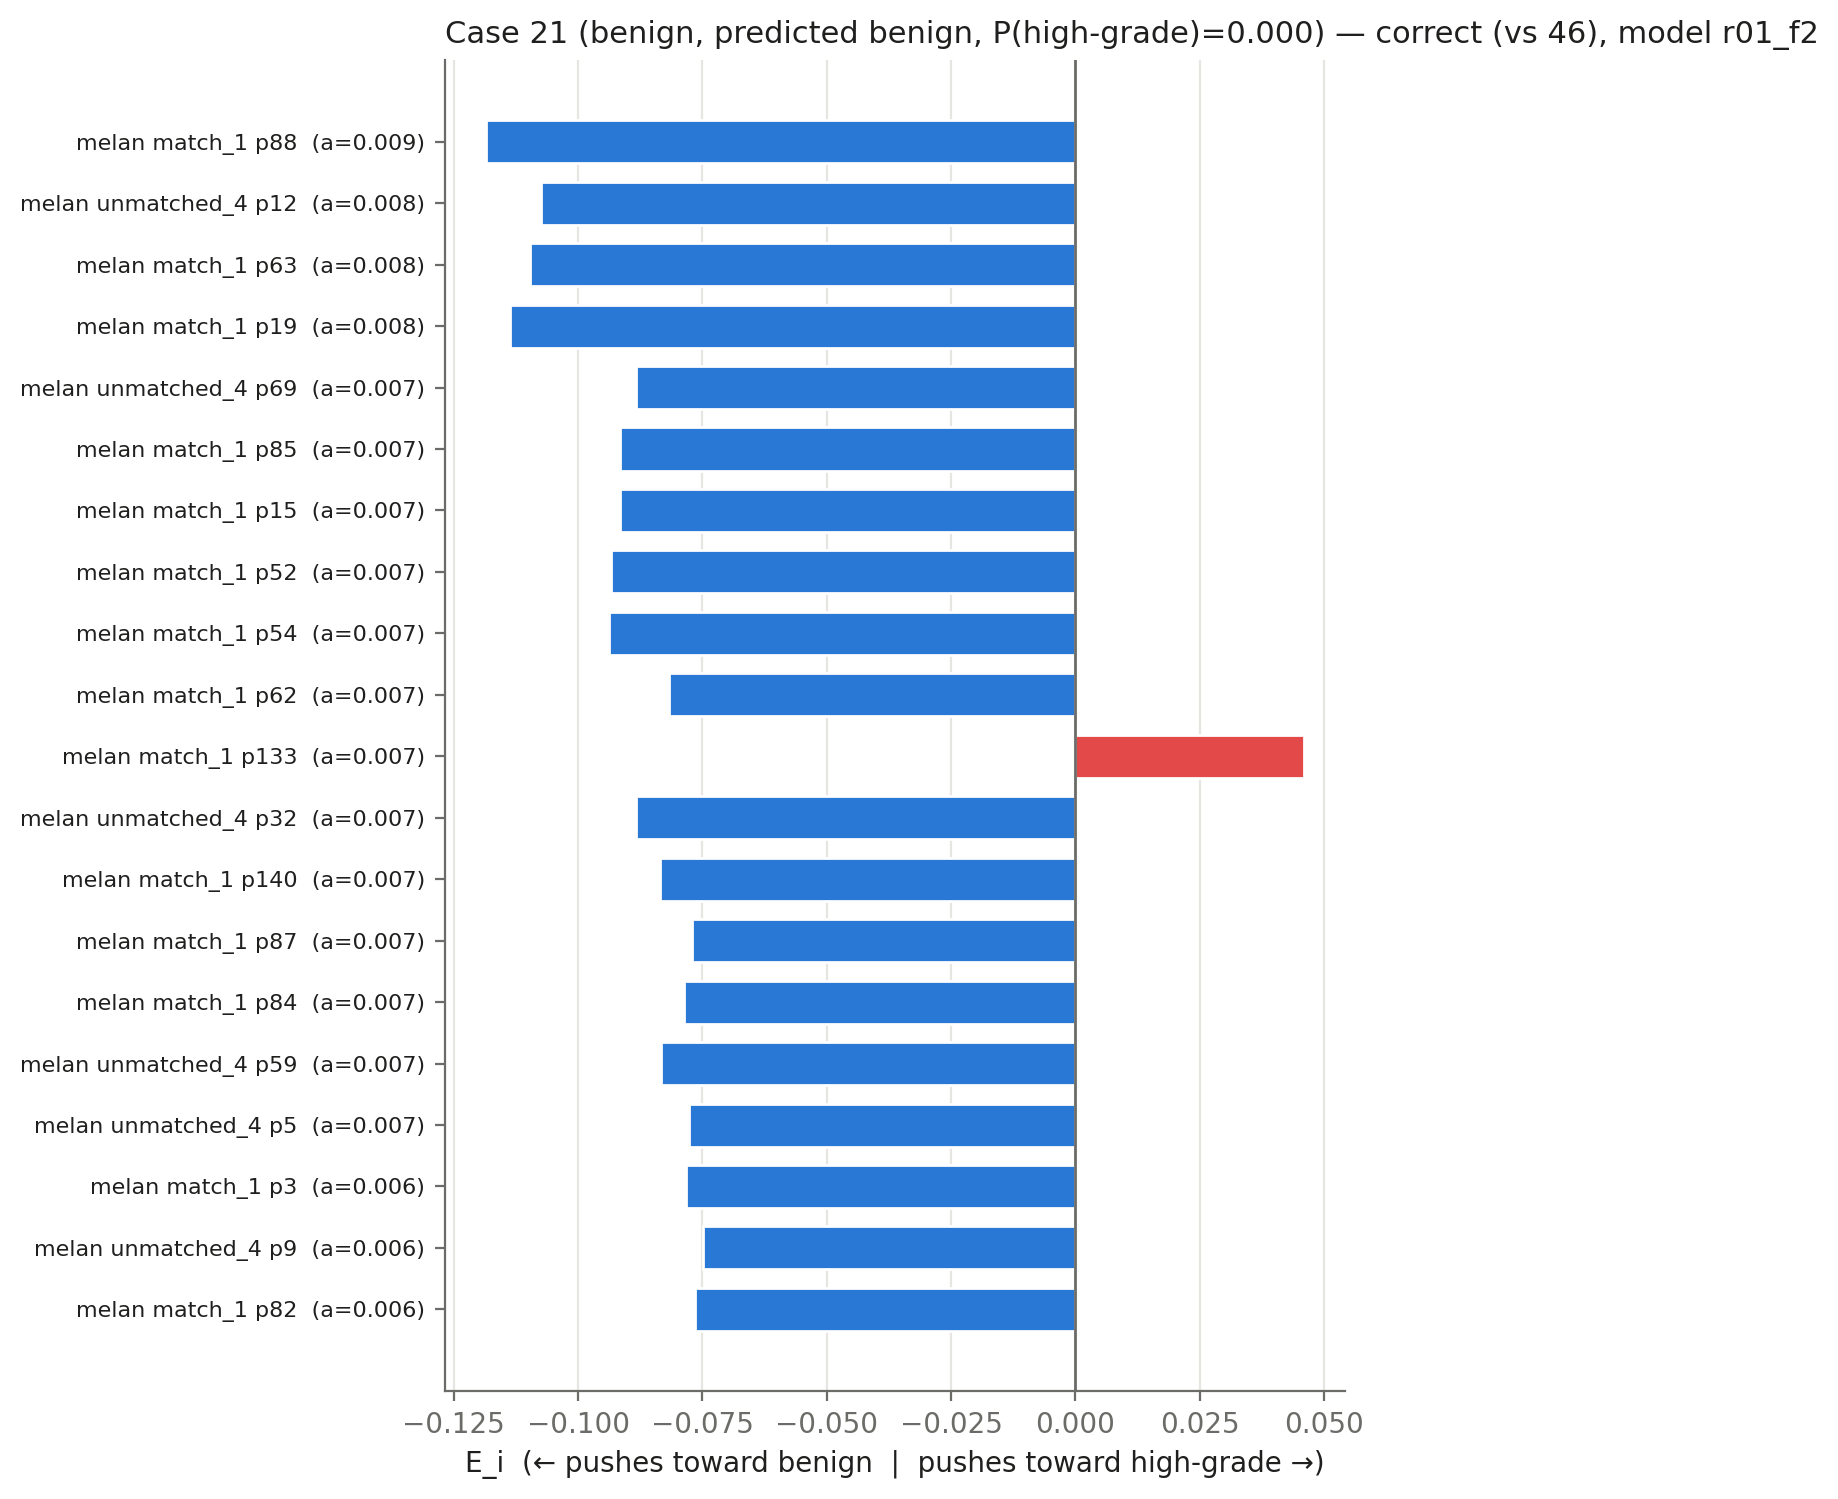 Case 21 (benign, predicted benign, P(high-grade)=0.000) — correct (vs 46), model r01_f2
melan match_1 p88  (a=0.009)
melan unmatched_4 p12  (a=0.008)
melan match_1 p63  (a=0.008)
melan match_1 p19  (a=0.008)
melan unmatched_4 p69  (a=0.007)
melan match_1 p85  (a=0.007)
melan match_1 p15  (a=0.007)
melan match_1 p52  (a=0.007)
melan match_1 p54  (a=0.007)
melan match_1 p62  (a=0.007)
melan match_1 p133  (a=0.007)
melan unmatched_4 p32  (a=0.007)
melan match_1 p140  (a=0.007)
melan match_1 p87  (a=0.007)
melan match_1 p84  (a=0.007)
melan unmatched_4 p59  (a=0.007)
melan unmatched_4 p5  (a=0.007)
melan match_1 p3  (a=0.006)
melan unmatched_4 p9  (a=0.006)
melan match_1 p82  (a=0.006)
−0.125 −0.100 −0.075 −0.050 −0.025 0.000 0.025 0.050
E_i  (← pushes toward benign  |  pushes toward high-grade →)